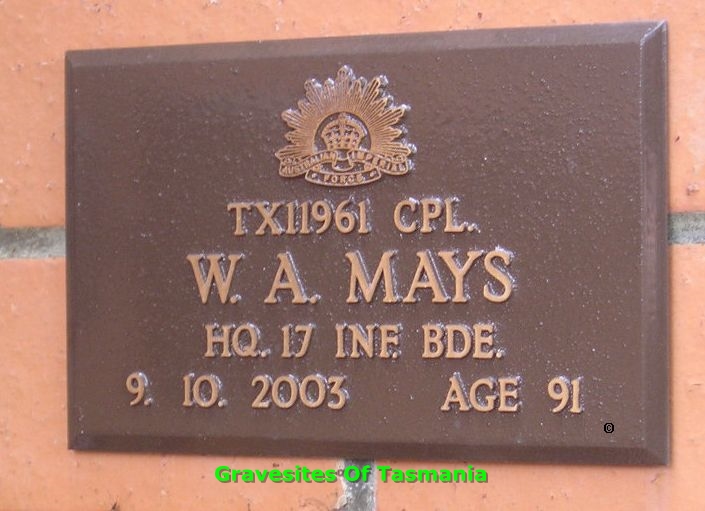 AUSTRALIAN IMPERIAL
FORCE
TX11961 CPL.
W. A. MAYS
HQ. 17 INF. BDE.
9. 10. 2003 AGE 91
©
Gravesites Of Tasmania